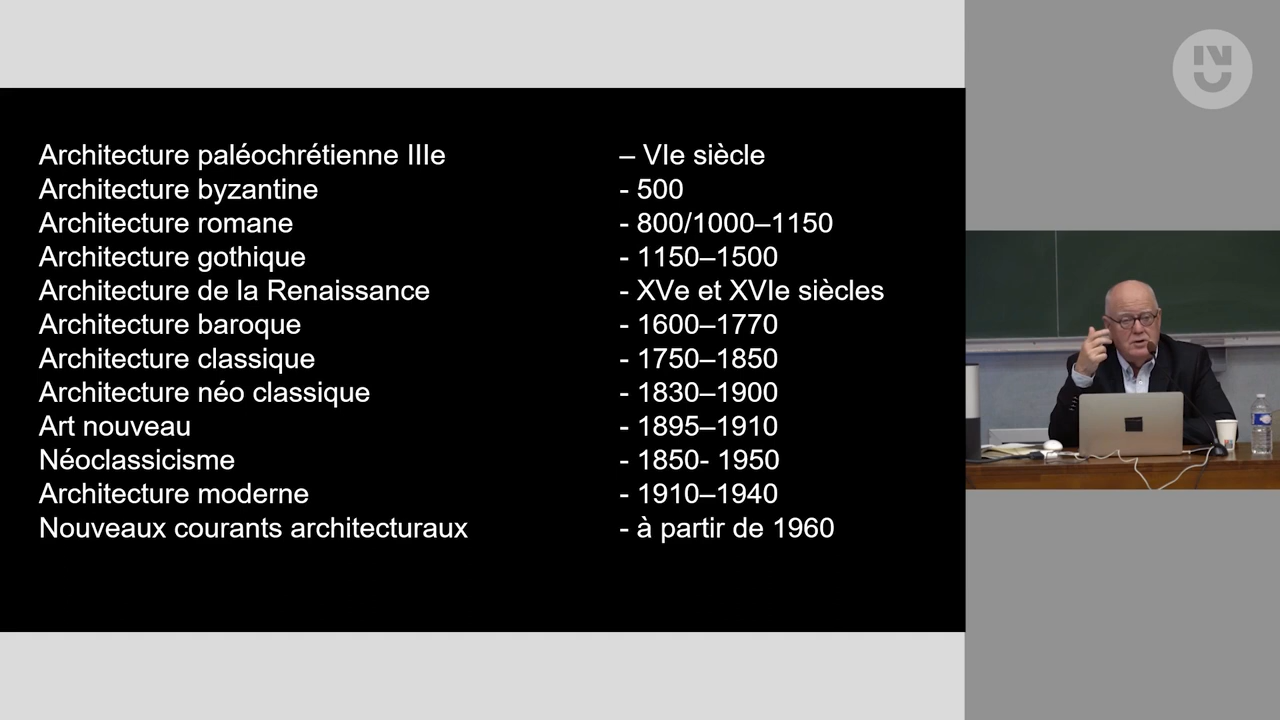 Architecture paléochrétienne IIIe – VIe siècle
Architecture byzantine - 500
Architecture romane - 800/1000–1150
Architecture gothique - 1150–1500
Architecture de la Renaissance - XVe et XVIe siècles
Architecture baroque - 1600–1770
Architecture classique - 1750–1850
Architecture néo classique - 1830–1900
Art nouveau - 1895–1910
Néoclassicisme - 1850- 1950
Architecture moderne - 1910–1940
Nouveaux courants architecturaux - à partir de 1960